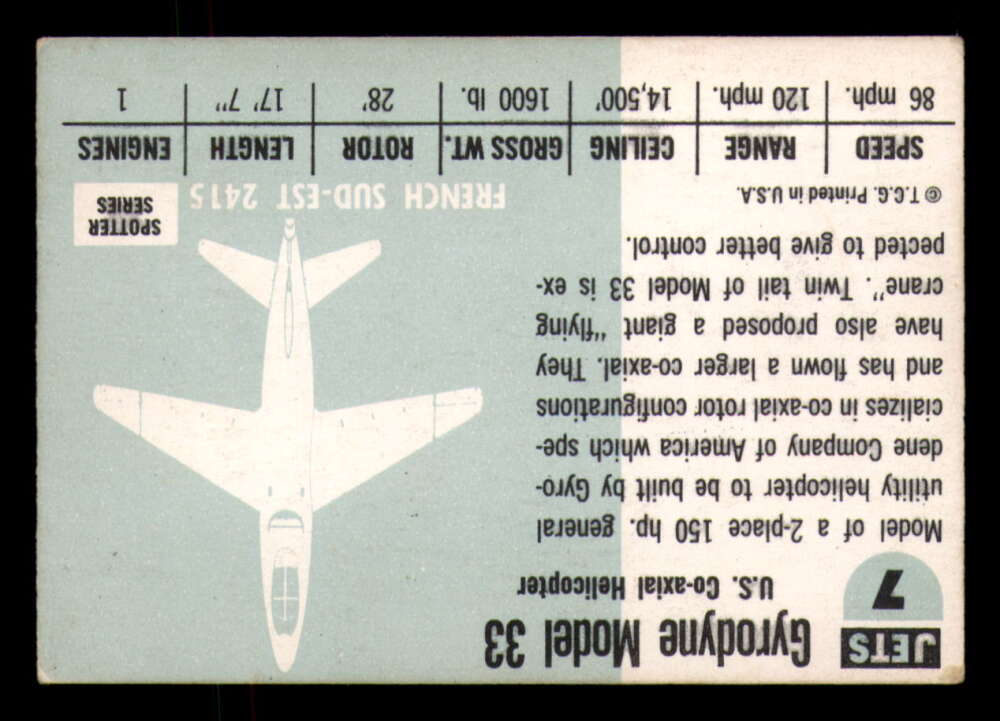 JETS
7
Gyrodyne Model 33
U.S. Co-axial Helicopter
Model of a 2-place 150 hp. general
utility helicopter to be built by Gyro-
dene Company of America which spe-
cializes in co-axial rotor configurations
and has flown a larger co-axial. They
have also proposed a giant "flying
crane". Twin tail of Model 33 is ex-
pected to give better control.
© T.C.G. Printed in U.S.A.
FRENCH SUD-EST 2415
SPOTTER
SERIES
SPEED RANGE CEILING GROSS WT. ROTOR LENGTH ENGINES
86 mph. 120 mph. 14,500' 1600 lb. 28' 17' 7" 1